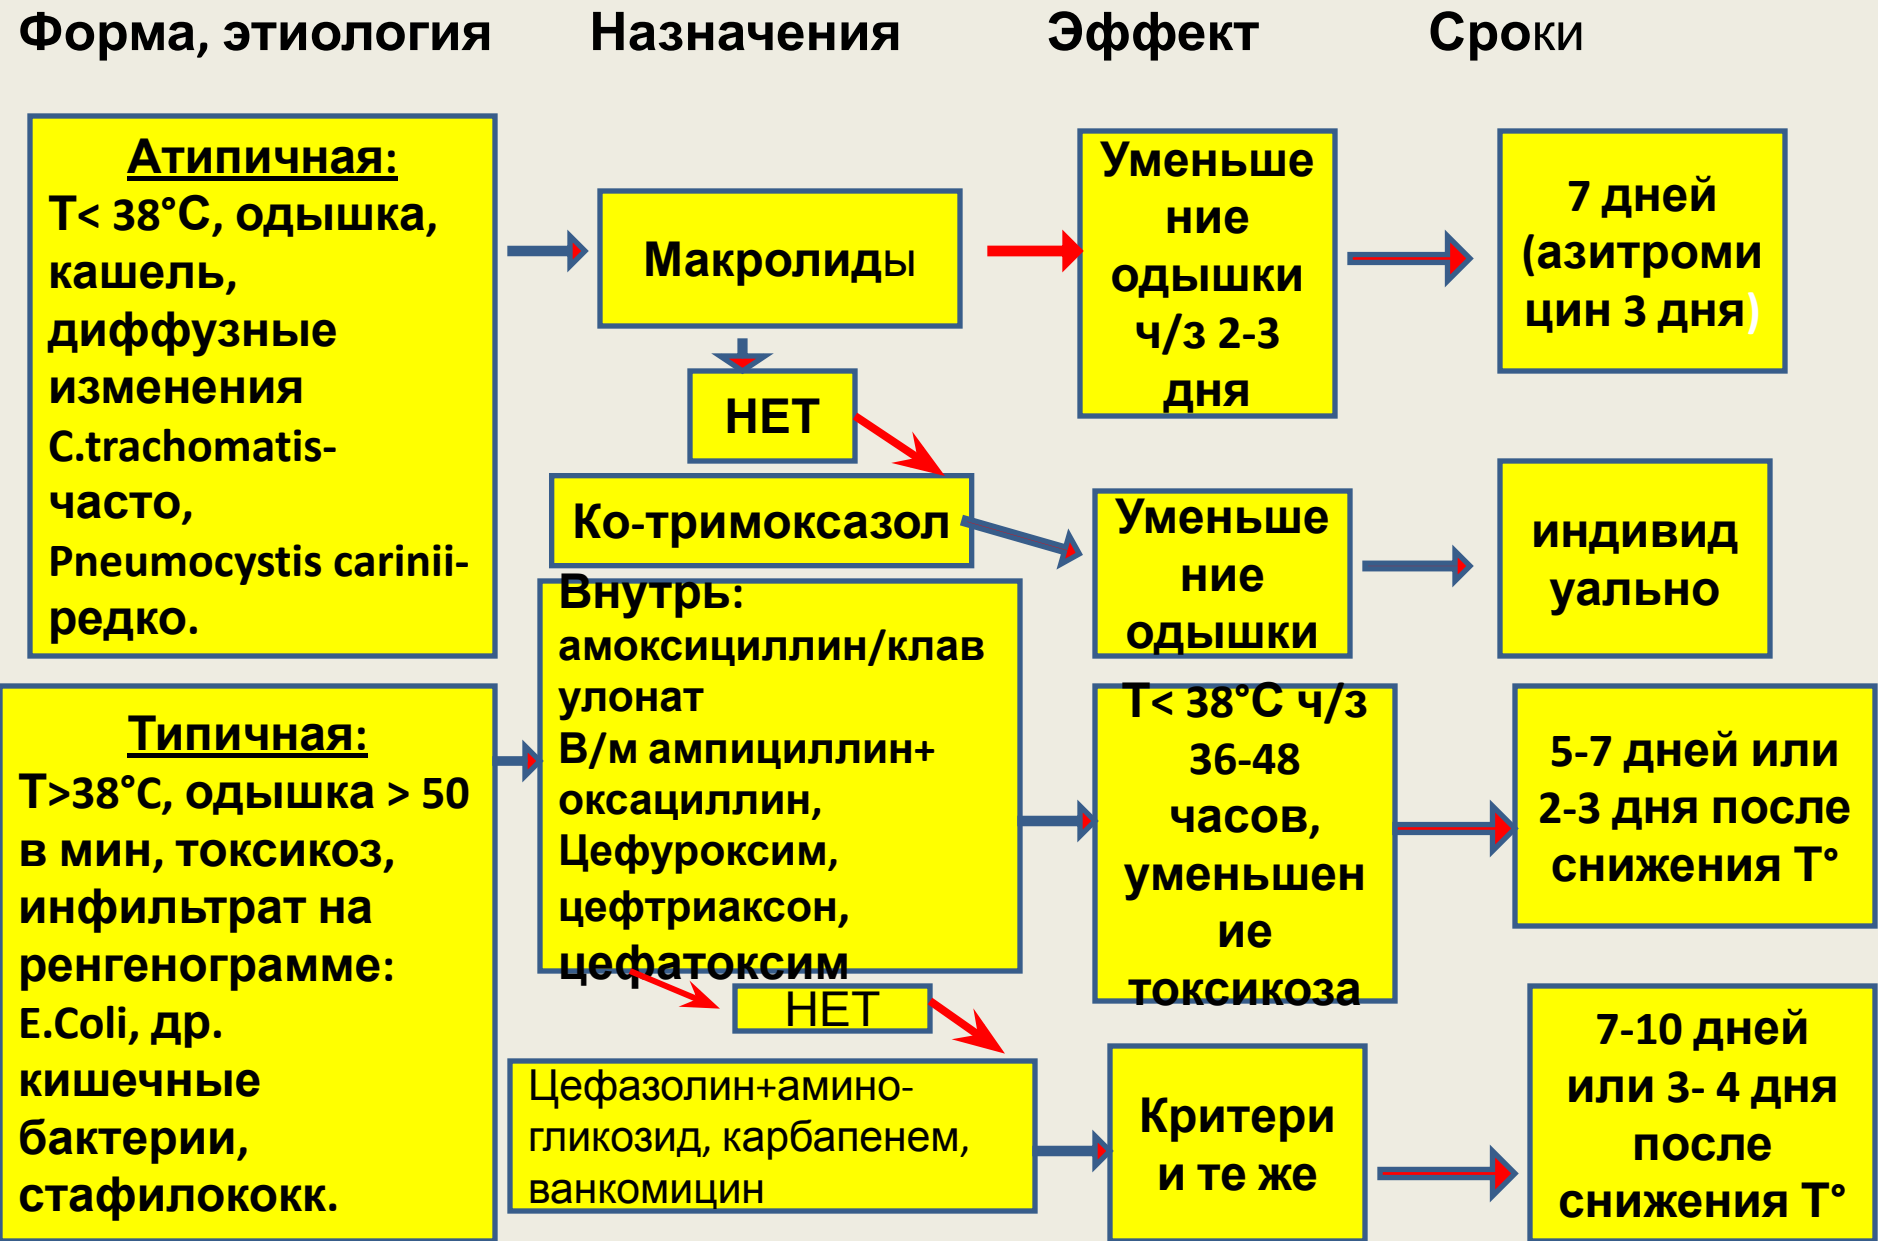 Форма, этиология
Назначения
Эффект
Сроки
Атипичная:
Т< 38°С, одышка,
кашель,
диффузные
изменения
C.trachomatis-
часто,
Pneumocystis carinii-
редко.
Макролиды
Уменьше
ние
одышки
ч/з 2-3
дня
7 дней
(азитроми
цин 3 дня)
НЕТ
Ко-тримоксазол
Уменьше
ние
одышки
индивид
уально
Типичная:
Т>38°С, одышка > 50
в мин, токсикоз,
инфильтрат на
ренгенограмме:
E.Coli, др.
кишечные
бактерии,
стафилококк.
Внутрь:
амоксициллин/клав
уланат
В/м ампициллин+
оксациллин,
Цефуроксим,
цефтриаксон,
цефатоксим
Т< 38°С ч/з
36-48
часов,
уменьшен
ие
токсикоза
5-7 дней или
2-3 дня после
снижения Т°
НЕТ
Цефазолин+амино-
гликозид, карбапенем,
ванкомицин
Критери
и те же
7-10 дней
или 3- 4 дня
после
снижения Т°